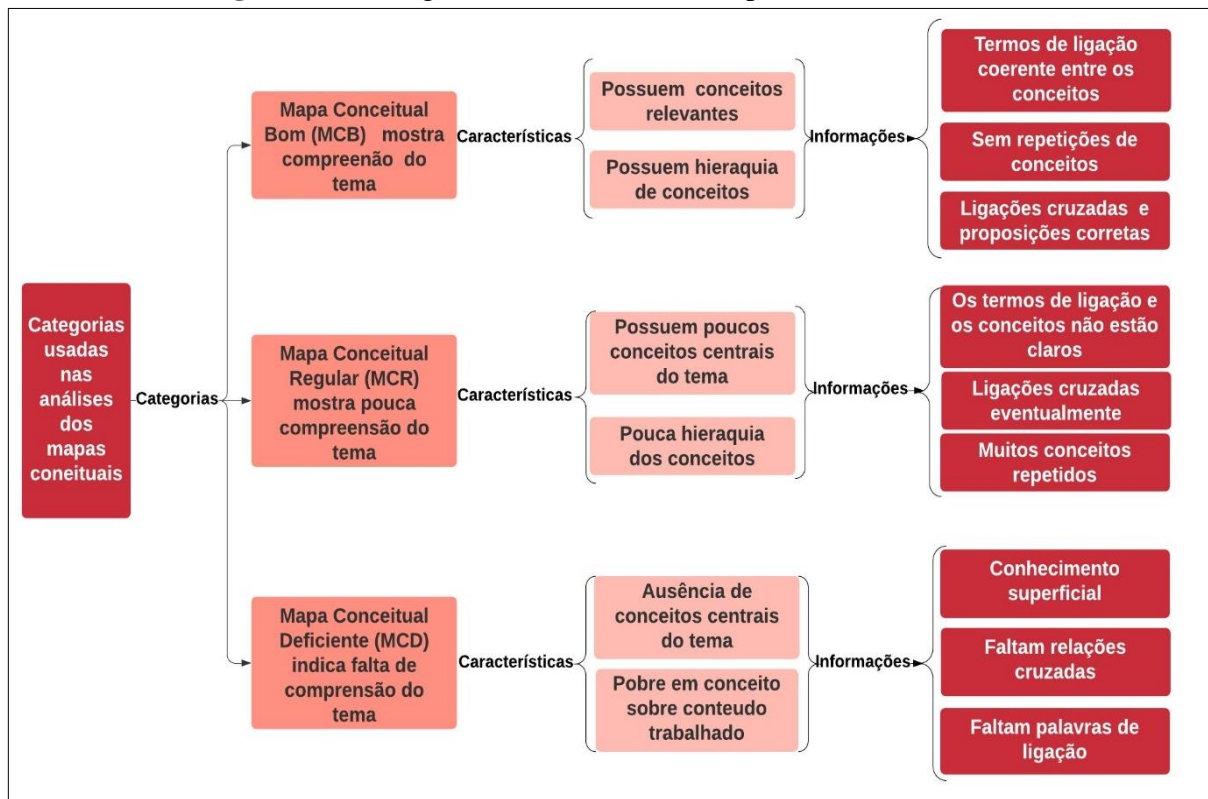 Categorias
usadas
nas
análises
dos
mapas
coneituais
Categorias
Mapa Conceitual
Bom (MCB) mostra
compreenão do
tema
Características
Possuem conceitos
relevantes
Possuem hieraquia
de conceitos
Informações
Termos de ligação
coerente entre os
conceitos
Sem repetições de
conceitos
Ligações cruzadas e
proposições corretas
Mapa Conceitual
Regular (MCR)
mostra pouca
compreensão do
tema
Características
Possuem poucos
conceitos centrais
do tema
Pouca hieraquia
dos conceitos
Informações
Os termos de ligação e
os conceitos não estão
claros
Ligações cruzadas
eventualmente
Muitos conceitos
repetidos
Mapa Conceitual
Deficiente (MCD)
indica falta de
comprensão do
tema
Características
Ausência de
conceitos centrais
do tema
Pobre em conceito
sobre conteudo
trabalhado
Informações
Conhecimento
superficial
Faltam relações
cruzadas
Faltam palavras de
ligação